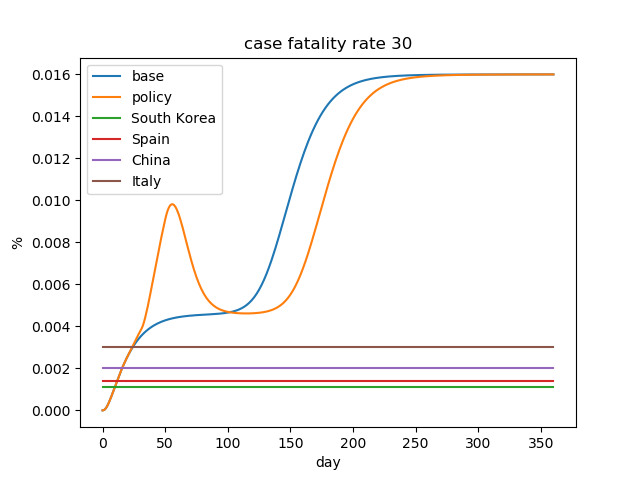 case fatality rate 30
0.016
0.014
0.012
0.010
0.008
0.006
0.004
0.002
0.000
%
base
policy
South Korea
Spain
China
Italy
0 50 100 150 200 250 300 350
day